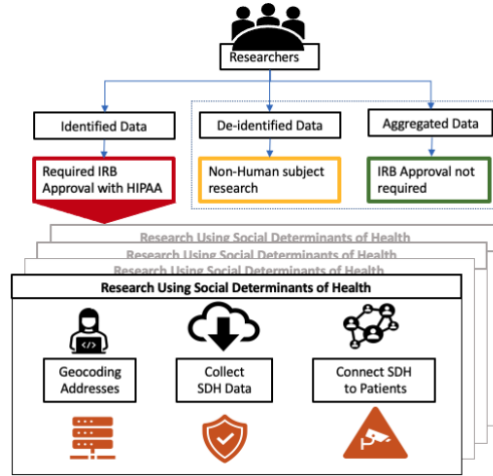 Researchers
Identified Data
De-identified Data
Aggregated Data
Required IRB
Approval with HIPAA
Non-Human subject
research
IRB Approval not
required
Research Using Social Determinants of Health
Research Using Social Determinants of Health
Research Using Social Determinants of Health
Research Using Social Determinants of Health
Geocoding
Addresses
Collect
SDH Data
Connect SDH
to Patients